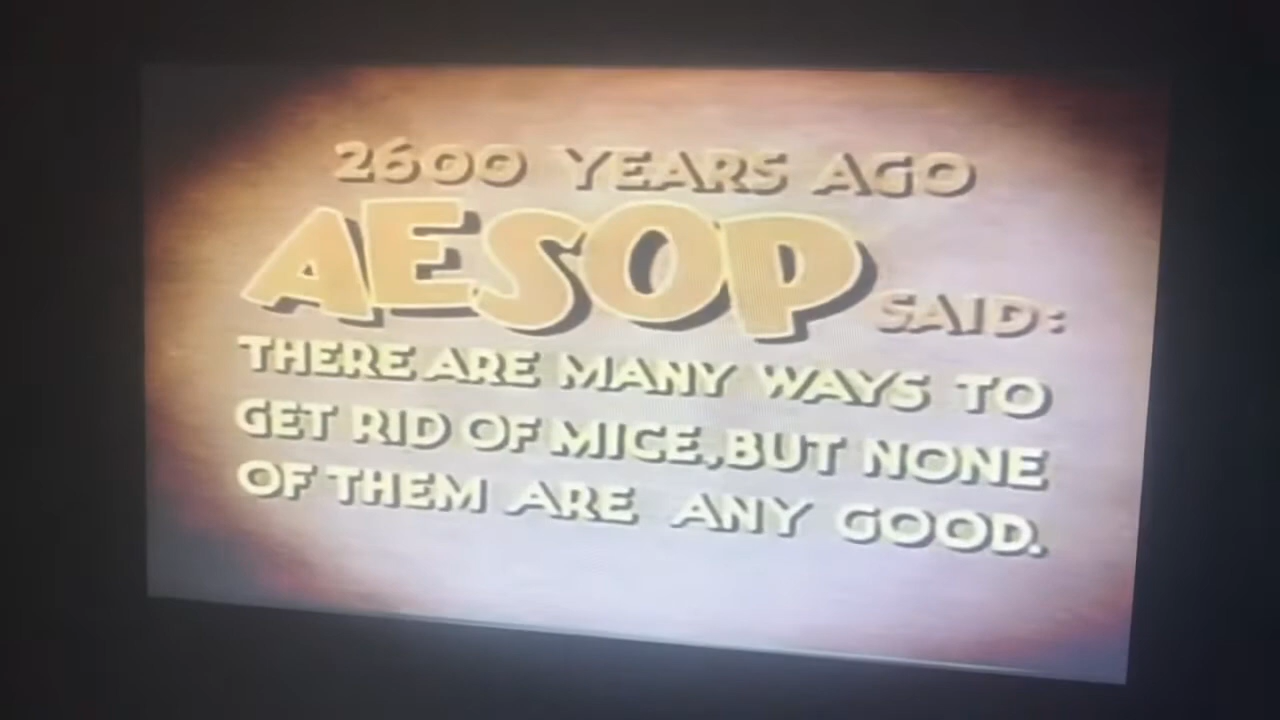 2600 YEARS AGO
AESOP SAID:
THERE ARE MANY WAYS TO
GET RID OF MICE, BUT NONE
OF THEM ARE ANY GOOD.